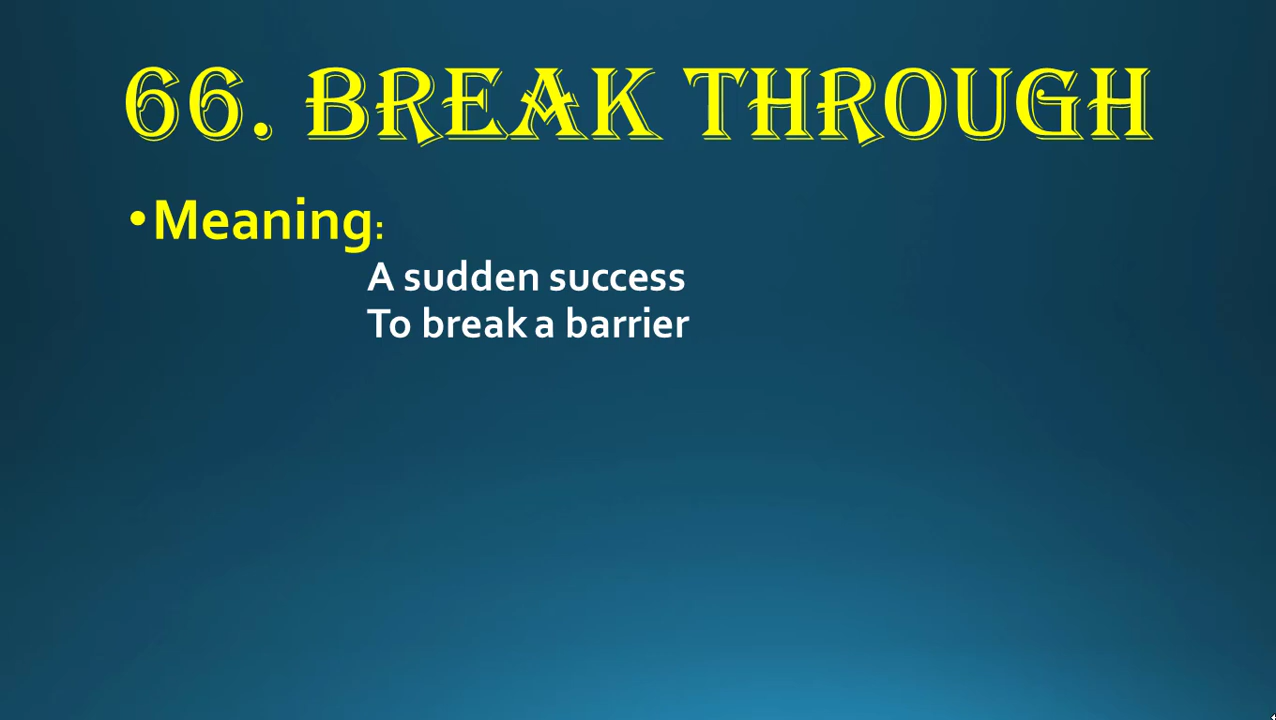 66. BREAK THROUGH
•Meaning:
A sudden success
To break a barrier